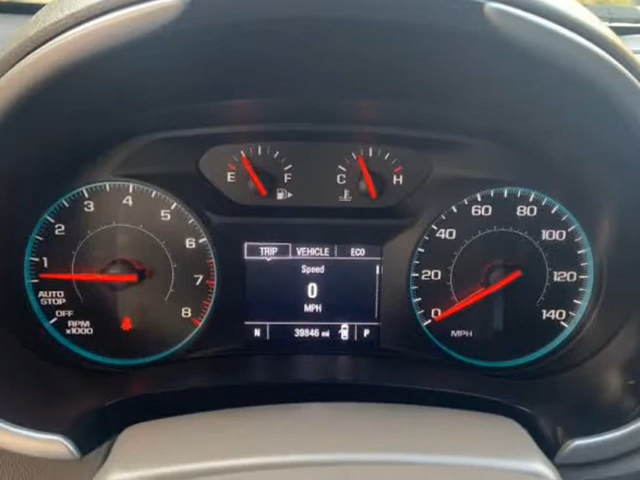 E F
C H
1 2 3 4 5 6 7 8
AUTO
STOP
OFF
RPM
x1000
TRIP VEHICLE ECO
Speed
0
MPH
N 39846 mi P
0 20 40 60 80 100 120 140
MPH